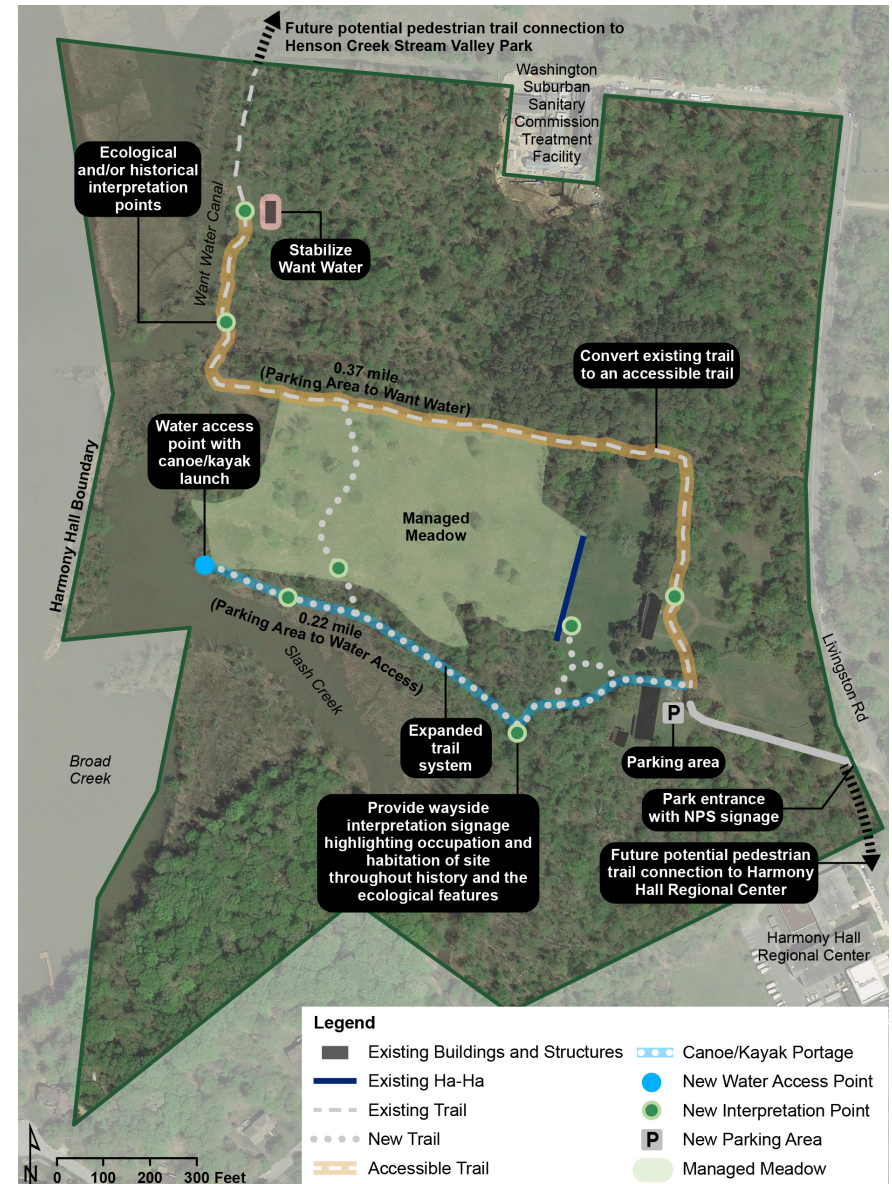 Future potential pedestrian trail connection to
Henson Creek Stream Valley Park
Washington
Suburban
Sanitary
Commission
Treatment
Facility
Ecological
and/or historical
interpretation
points
Want Water Canal
Stabilize
Want Water
0.37 mile
(Parking Area to Want Water)
Convert existing trail
to an accessible trail
Water access
point with
canoe/kayak
launch
Harmony Hall Boundary
Managed
Meadow
0.22 mile
(Parking Area to Water Access)
Slash Creek
Livingston Rd
Broad
Creek
Expanded
trail
system
P
Parking area
Park entrance
with NPS signage
Provide wayside
interpretation signage
highlighting occupation and
habitation of site
throughout history and the
ecological features
Future potential pedestrian
trail connection to Harmony
Hall Regional Center
Harmony Hall
Regional Center
Legend
Existing Buildings and Structures
Existing Ha-Ha
Existing Trail
New Trail
Accessible Trail
Canoe/Kayak Portage
New Water Access Point
New Interpretation Point
P New Parking Area
Managed Meadow
N
0 100 200 300 Feet